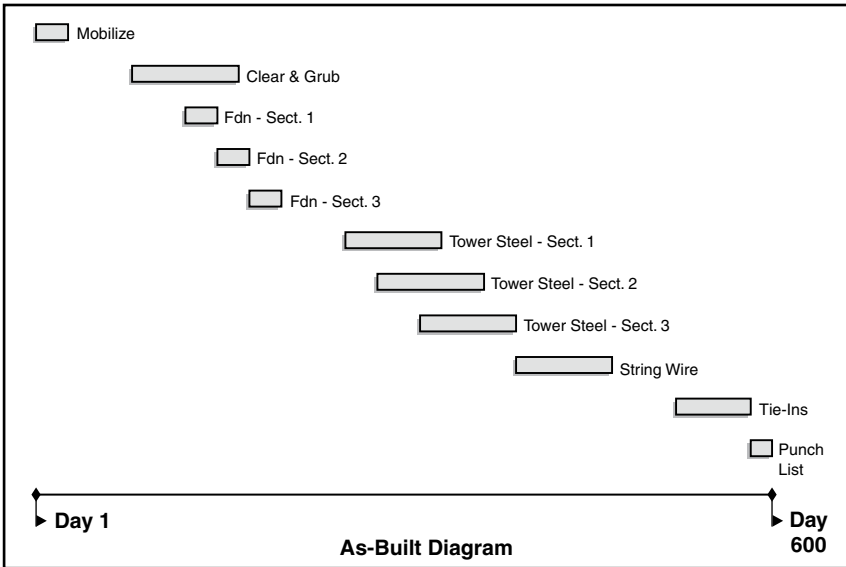 Mobilize
Clear & Grub
Fdn - Sect. 1
Fdn - Sect. 2
Fdn - Sect. 3
Tower Steel - Sect. 1
Tower Steel - Sect. 2
Tower Steel - Sect. 3
String Wire
Tie-Ins
Punch
List
Day 1
Day
600
As-Built Diagram